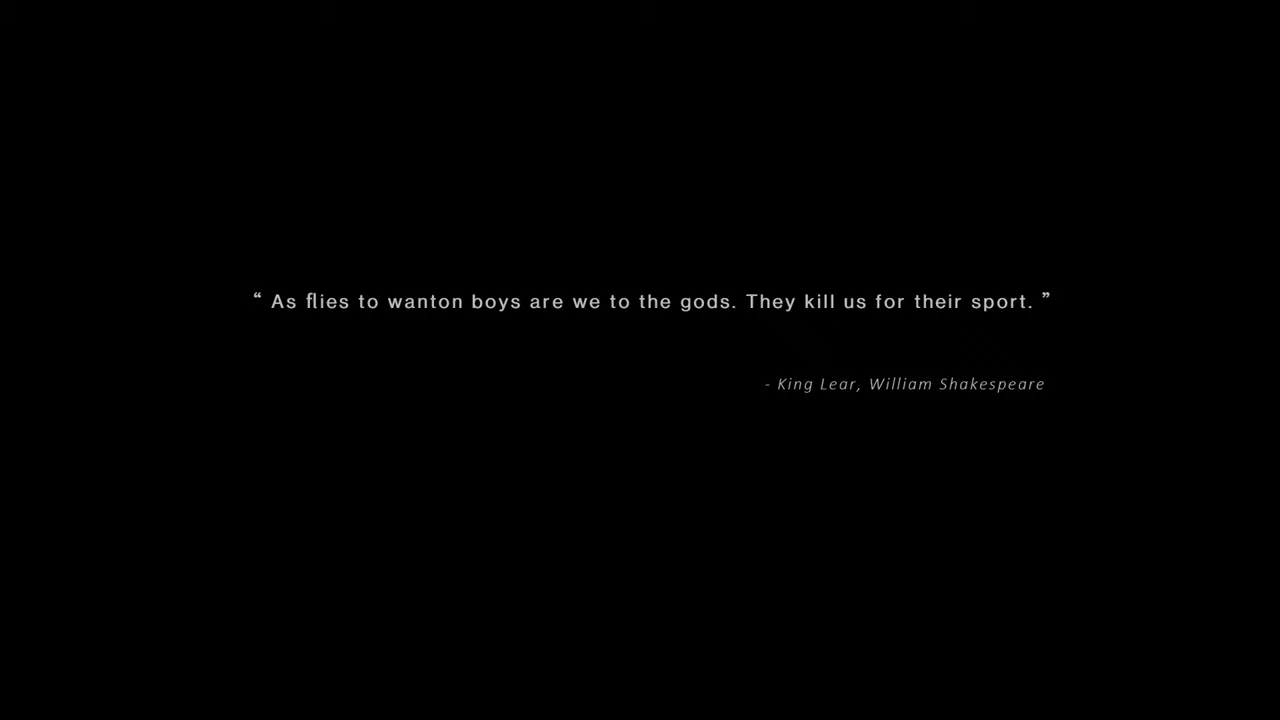 “ As flies to wanton boys are we to the gods. They kill us for their sport. ”
- King Lear, William Shakespeare